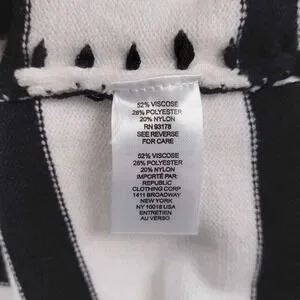 52% VISCOSE
28% POLYESTER
20% NYLON
RN 93178
SEE REVERSE
FOR CARE
52% VISCOSE
28% POLYESTER
20% NYLON
IMPORTÉ PAR:
REPUBLIC
CLOTHING CORP
1411 BROADWAY
NEW YORK
NY 10018 USA
ENTRETIEN
AU VERSO